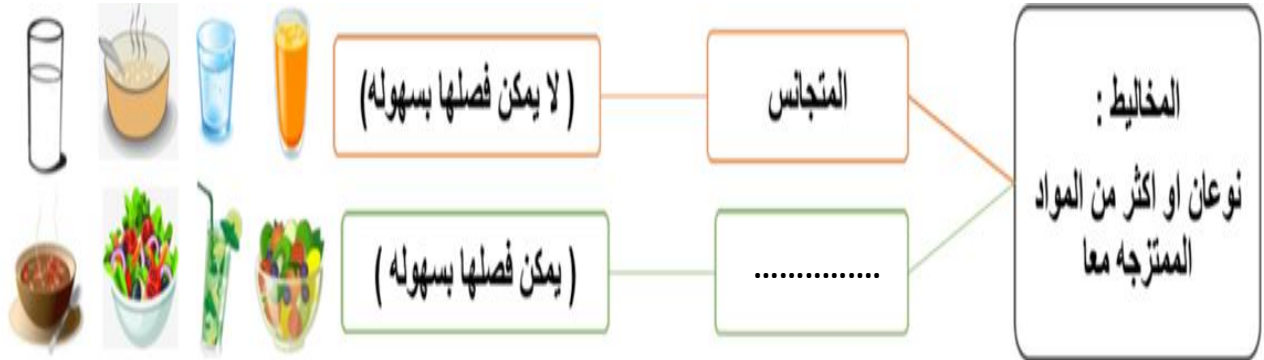 المخاليط :
نوعان او اكثر من المواد
الممتزجه معا
المتجانس
( لا يمكن فصلها بسهوله)
...............
( يمكن فصلها بسهوله )